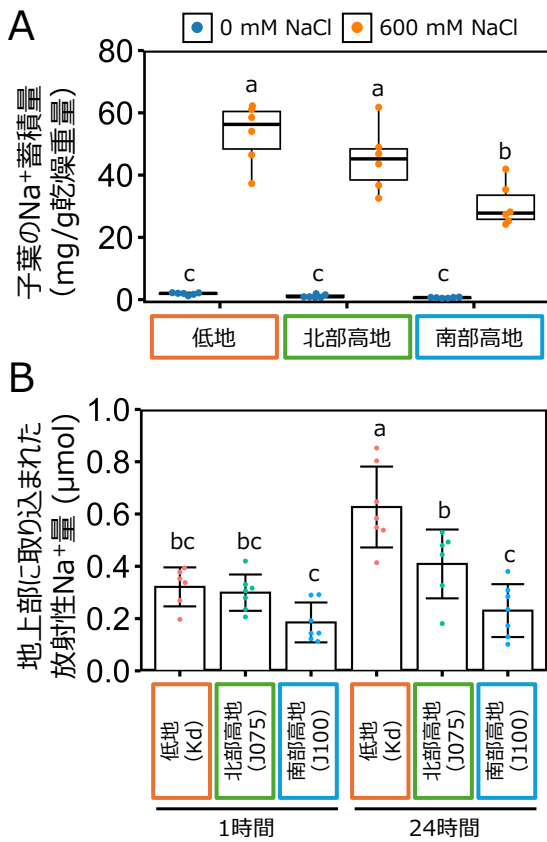 A
0 mM NaCl
600 mM NaCl
子葉のNa⁺蓄積量
(mg/g乾燥重量)
80
60
40
20
0
a
a
b
c
c
c
低地
北部高地
南部高地
B
地上部に取り込まれた
放射性Na⁺量 (μmol)
1.0
0.8
0.6
0.4
0.2
0.0
bc
bc
c
a
b
c
低地
(Kd)
北部高地
(J075)
南部高地
(J100)
低地
(Kd)
北部高地
(J075)
南部高地
(J100)
1時間
24時間